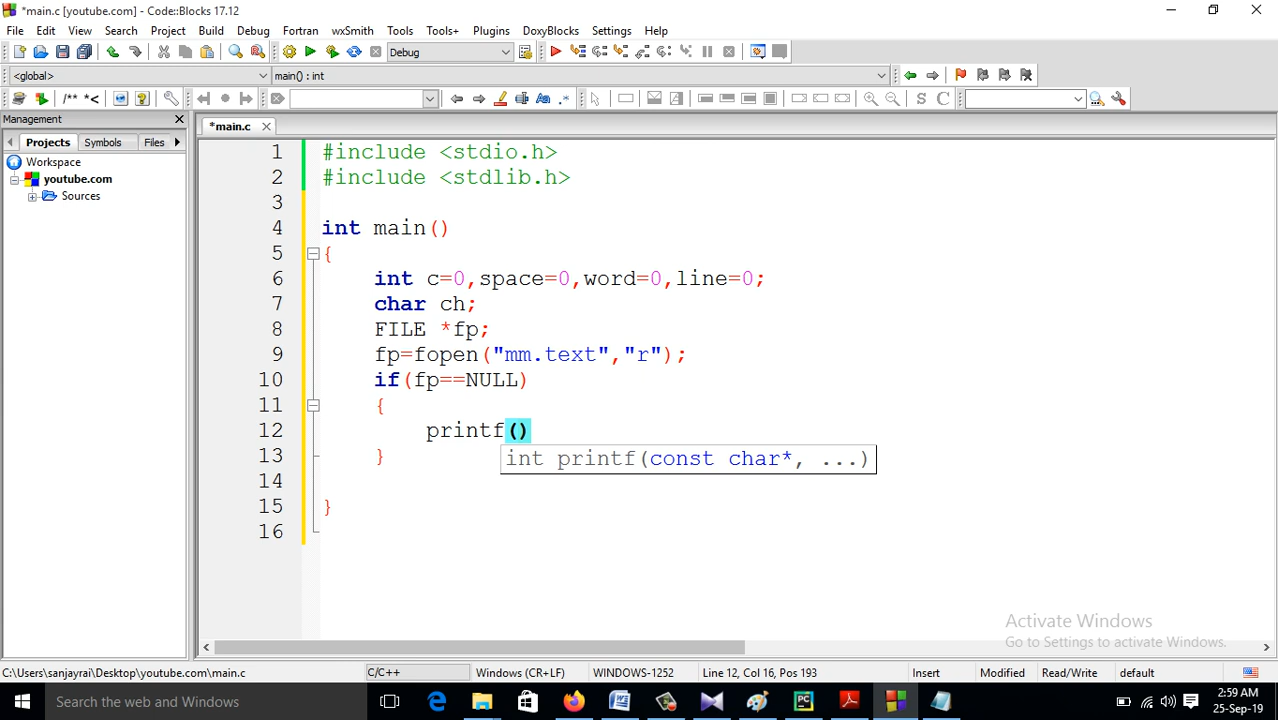 *main.c [youtube.com] - Code::Blocks 17.12
File Edit View Search Project Build Debug Fortran wxSmith Tools Tools+ Plugins DoxyBlocks Settings Help
Debug
<global> main() : int
/** *<
S C
Management
*main.c
Projects Symbols Files
Workspace
youtube.com
Sources
1 #include <stdio.h>
2 #include <stdlib.h>
3
4 int main()
5 {
6 int c=0,space=0,word=0,line=0;
7 char ch;
8 FILE *fp;
9 fp=fopen("mm.text","r");
10 if(fp==NULL)
11 {
12 printf()
int printf(const char*, ...)
13 }
14
15 }
16
Activate Windows
Go to Settings to activate Windows.
C:\Users\sanjayrai\Desktop\youtube.com\main.c C/C++ Windows (CR+LF) WINDOWS-1252 Line 12, Col 16, Pos 193 Insert Modified Read/Write default
Search the web and Windows
2:59 AM
25-Sep-19